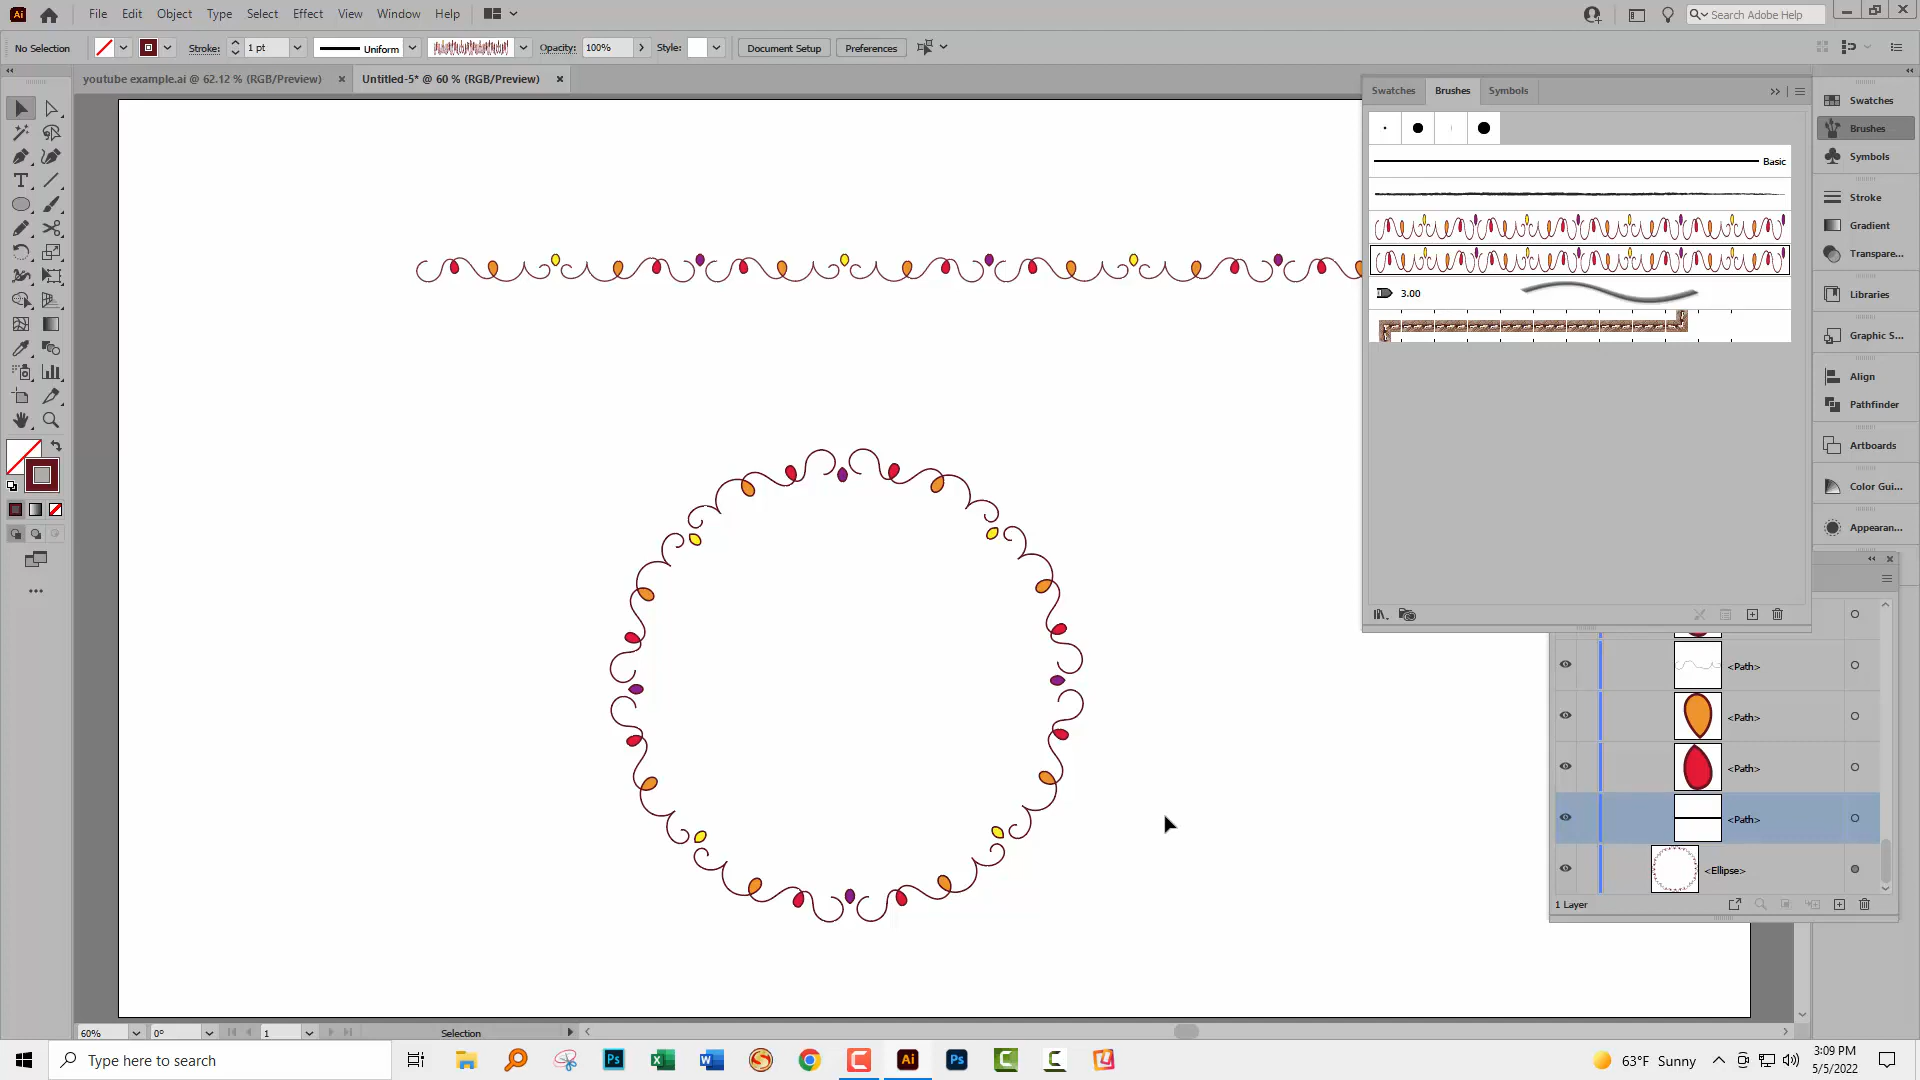 Ai File Edit Object Type Select Effect View Window Help Search Adobe Help
No Selection Stroke: 1 pt Uniform Opacity: 100% Style: Document Setup Preferences
youtube example.ai @ 62.12 % (RGB/Preview) × Untitled-5* @ 60 % (RGB/Preview) ×
Swatches Brushes Symbols
Basic
3.00
Swatches
Brushes
Symbols
Stroke
Gradient
Transpare...
Libraries
Graphic S...
Align
Pathfinder
Artboards
Color Gui...
Appearan...
<Path>
<Path>
<Path>
<Path>
<Ellipse>
1 Layer
60% 0° 1 Selection
Type here to search
Ps
Ai
Ps
63°F Sunny
3:09 PM
5/5/2022